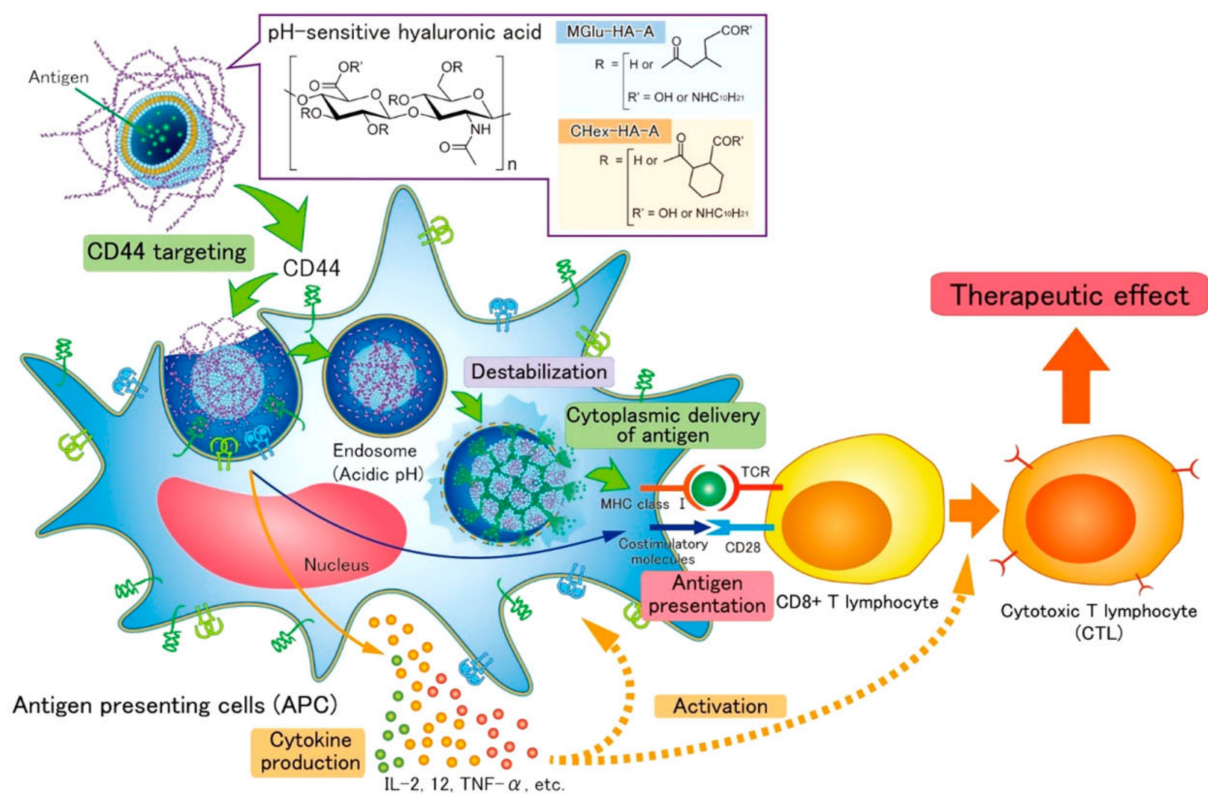 pH-sensitive hyaluronic acid
Antigen
OR'
O
OR
O
RO
RO
OR
O
O
RO
O
NH
O
n
MGlu-HA-A
R = H or
O
COR'
R' = OH or NHC10H21
CHex-HA-A
R = H or
O
COR'
R' = OH or NHC10H21
CD44 targeting
CD44
Therapeutic effect
Destabilization
Endosome
(Acidic pH)
Cytoplasmic delivery
of antigen
TCR
MHC class I
Costimulatory
molecules
CD28
Nucleus
Antigen
presentation
CD8+ T lymphocyte
Cytotoxic T lymphocyte
(CTL)
Antigen presenting cells (APC)
Activation
Cytokine
production
IL-2, 12, TNF-α, etc.